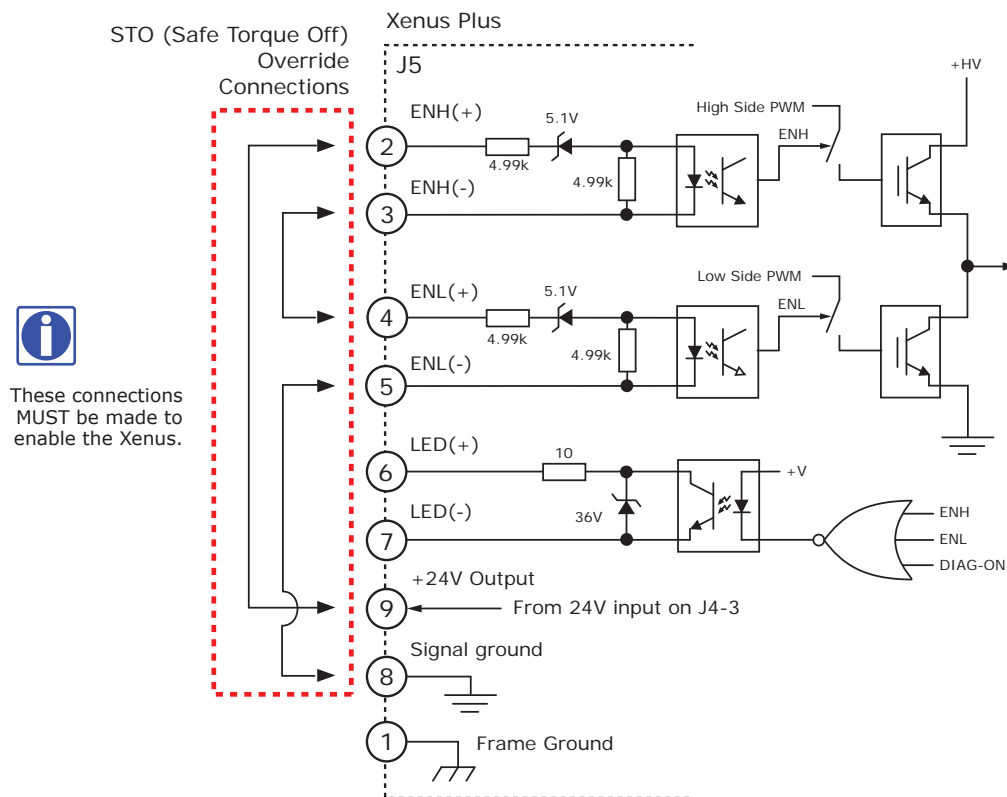 Xenus Plus
STO (Safe Torque Off)
Override
Connections
J5
+HV
ENH(+)
5.1V
High Side PWM
ENH
2
4.99k
4.99k
ENH(-)
3
ENL(+)
5.1V
Low Side PWM
ENL
4
4.99k
4.99k
ENL(-)
5
These connections
MUST be made to
enable the Xenus.
LED(+)
10
6
+V
LED(-)
36V
7
ENH
ENL
DIAG-ON
+24V Output
9
From 24V input on J4-3
Signal ground
8
1
Frame Ground